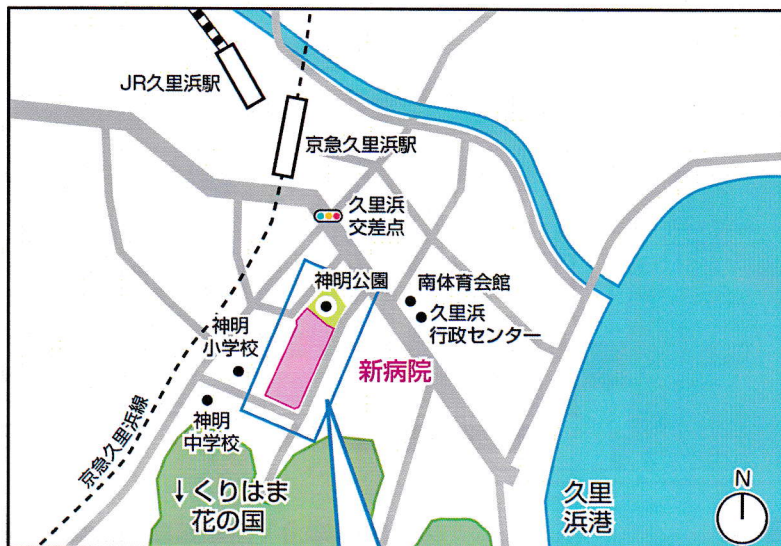 JR久里浜駅
京急久里浜駅
久里浜
交差点
神明公園
南体育会館
久里浜
行政センター
神明
小学校
新病院
神明
中学校
京急久里浜線
↓くりはま
花の国
久里
浜港
N